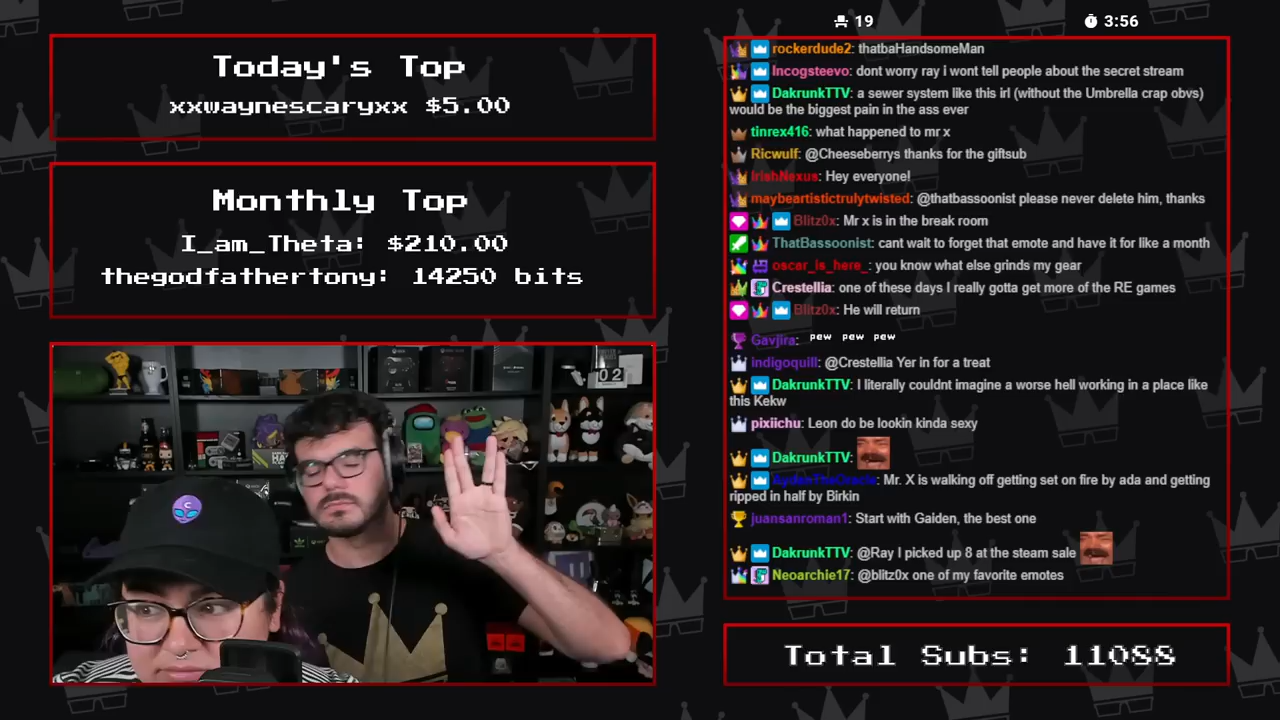 Today's Top
xxwaynescaryxx $5.00
Monthly Top
I_am_Theta: $210.00
thegodfathertony: 14250 bits
02
19
3:56
rockerdude2: thatbaHandsomeMan
Incogsteevo: dont worry ray i wont tell people about the secret stream
DakrunkTTV: a sewer system like this irl (without the Umbrella crap obvs)
would be the biggest pain in the ass ever
tinrex416: what happened to mr x
Ricwulf: @Cheeseberrys thanks for the giftsub
IrishNexus: Hey everyone!
maybeartistictrulytwisted: @thatbassoonist please never delete him, thanks
Blitz0x: Mr x is in the break room
ThatBassoonist: cant wait to forget that emote and have it for like a month
oscar_is_here_: you know what else grinds my gear
Crestellia: one of these days I really gotta get more of the RE games
Blitz0x: He will return
Gavjira: pew pew pew
indigoquill: @Crestellia Yer in for a treat
DakrunkTTV: I literally couldnt imagine a worse hell working in a place like
this Kekw
pixiichu: Leon do be lookin kinda sexy
DakrunkTTV:
Mr. X is walking off getting set on fire by ada and getting
ripped in half by Birkin
juansanroman1: Start with Gaiden, the best one
DakrunkTTV: @Ray I picked up 8 at the steam sale
Neoarchie17: @blitz0x one of my favorite emotes
Total Subs: 11088